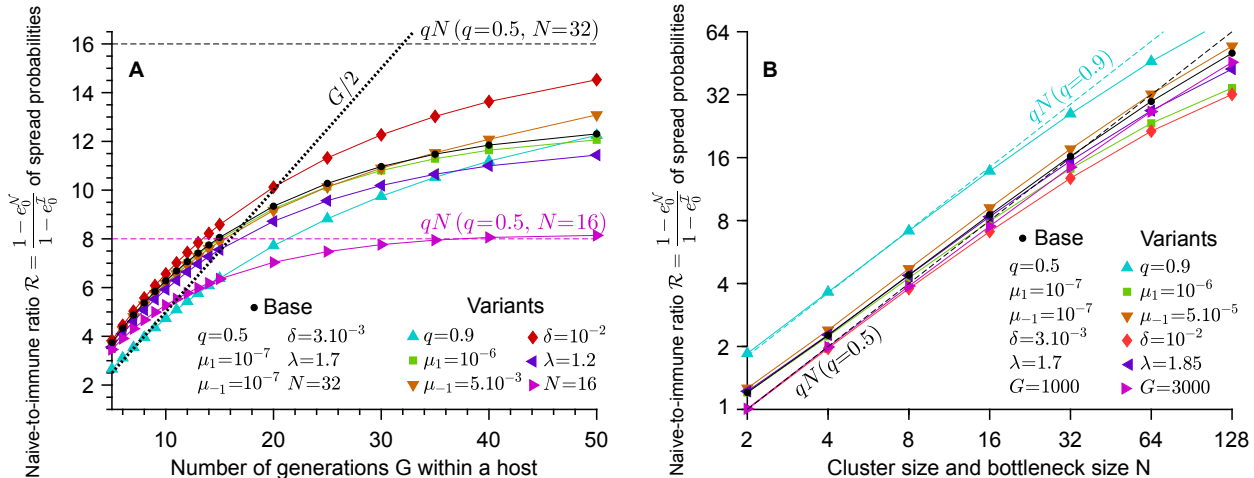 Naive-to-immune ratio R = (1 − e₀^N)/(1 − e₀^I) of spread probabilities
16
14
12
10
8
6
4
2
A
G/2
qN (q=0.5, N=32)
qN (q=0.5, N=16)
Base
q=0.5 δ=3.10⁻³
μ₁=10⁻⁷ λ=1.7
μ₋₁=10⁻⁷ N=32
Variants
q=0.9 δ=10⁻²
μ₁=10⁻⁶ λ=1.2
μ₋₁=5.10⁻³ N=16
10 20 30 40 50
Number of generations G within a host
Naive-to-immune ratio R = (1 − e₀^N)/(1 − e₀^I) of spread probabilities
64
32
16
8
4
2
1
B
qN (q=0.9)
qN (q=0.5)
Base
q=0.5
μ₁=10⁻⁷
μ₋₁=10⁻⁷
δ=3.10⁻³
λ=1.7
G=1000
Variants
q=0.9
μ₁=10⁻⁶
μ₋₁=5.10⁻⁵
δ=10⁻²
λ=1.85
G=3000
2 4 8 16 32 64 128
Cluster size and bottleneck size N